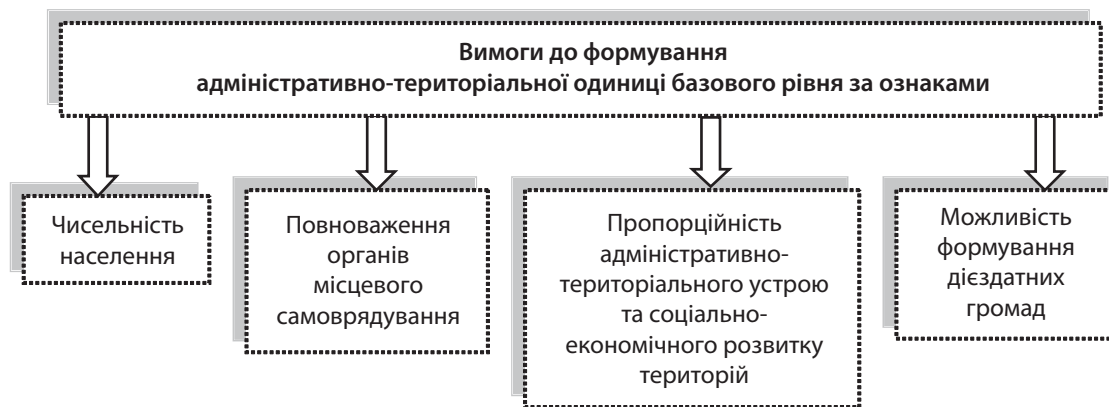 Вимоги до формування
адміністративно-територіальної одиниці базового рівня за ознаками
Чисельність
населення
Повноваження
органів
місцевого
самоврядування
Пропорційність
адміністративно-
територіального устрою
та соціально-
економічного розвитку
територій
Можливість
формування
дієздатних
громад